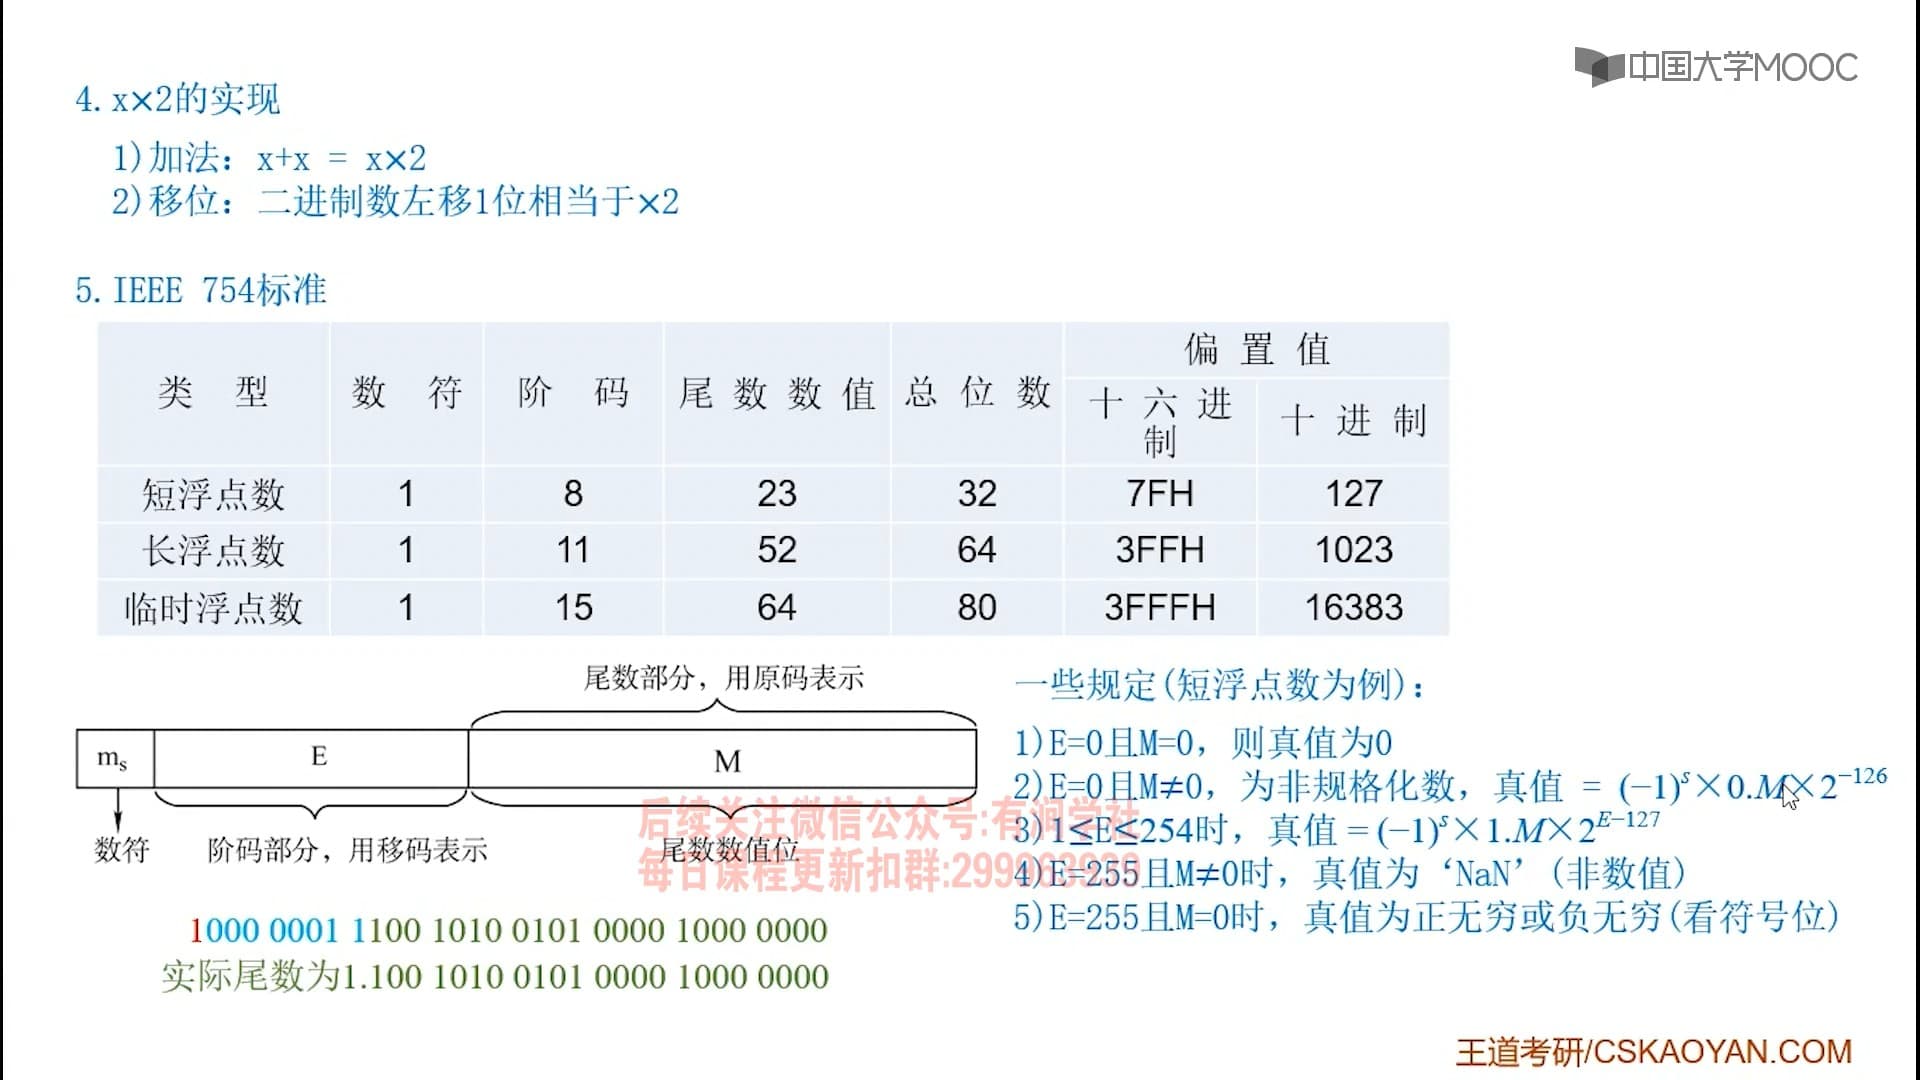 中国大学MOOC
4. x×2的实现
1)加法：x+x = x×2
2)移位：二进制数左移1位相当于×2
5. IEEE 754标准
类 型 数 符 阶 码 尾数数值 总位数 偏置值
十六进制 十进制
短浮点数 1 8 23 32 7FH 127
长浮点数 1 11 52 64 3FFH 1023
临时浮点数 1 15 64 80 3FFFH 16383
尾数部分，用原码表示
ms E M
数符 阶码部分，用移码表示 尾数数值位
1000 0001 1100 1010 0101 0000 1000 0000
实际尾数为1.100 1010 0101 0000 1000 0000
一些规定(短浮点数为例)：
1)E=0且M=0，则真值为0
2)E=0且M≠0，为非规格化数，真值 = (−1)^s×0.M×2^−126
3)1≤E≤254时，真值=(−1)^s×1.M×2^E−127
4)E=255且M≠0时，真值为‘NaN’(非数值)
5)E=255且M=0时，真值为正无穷或负无穷(看符号位)
后续关注微信公众号:有润学社
每日课程更新扣群:299963939
王道考研/CSKAOYAN.COM